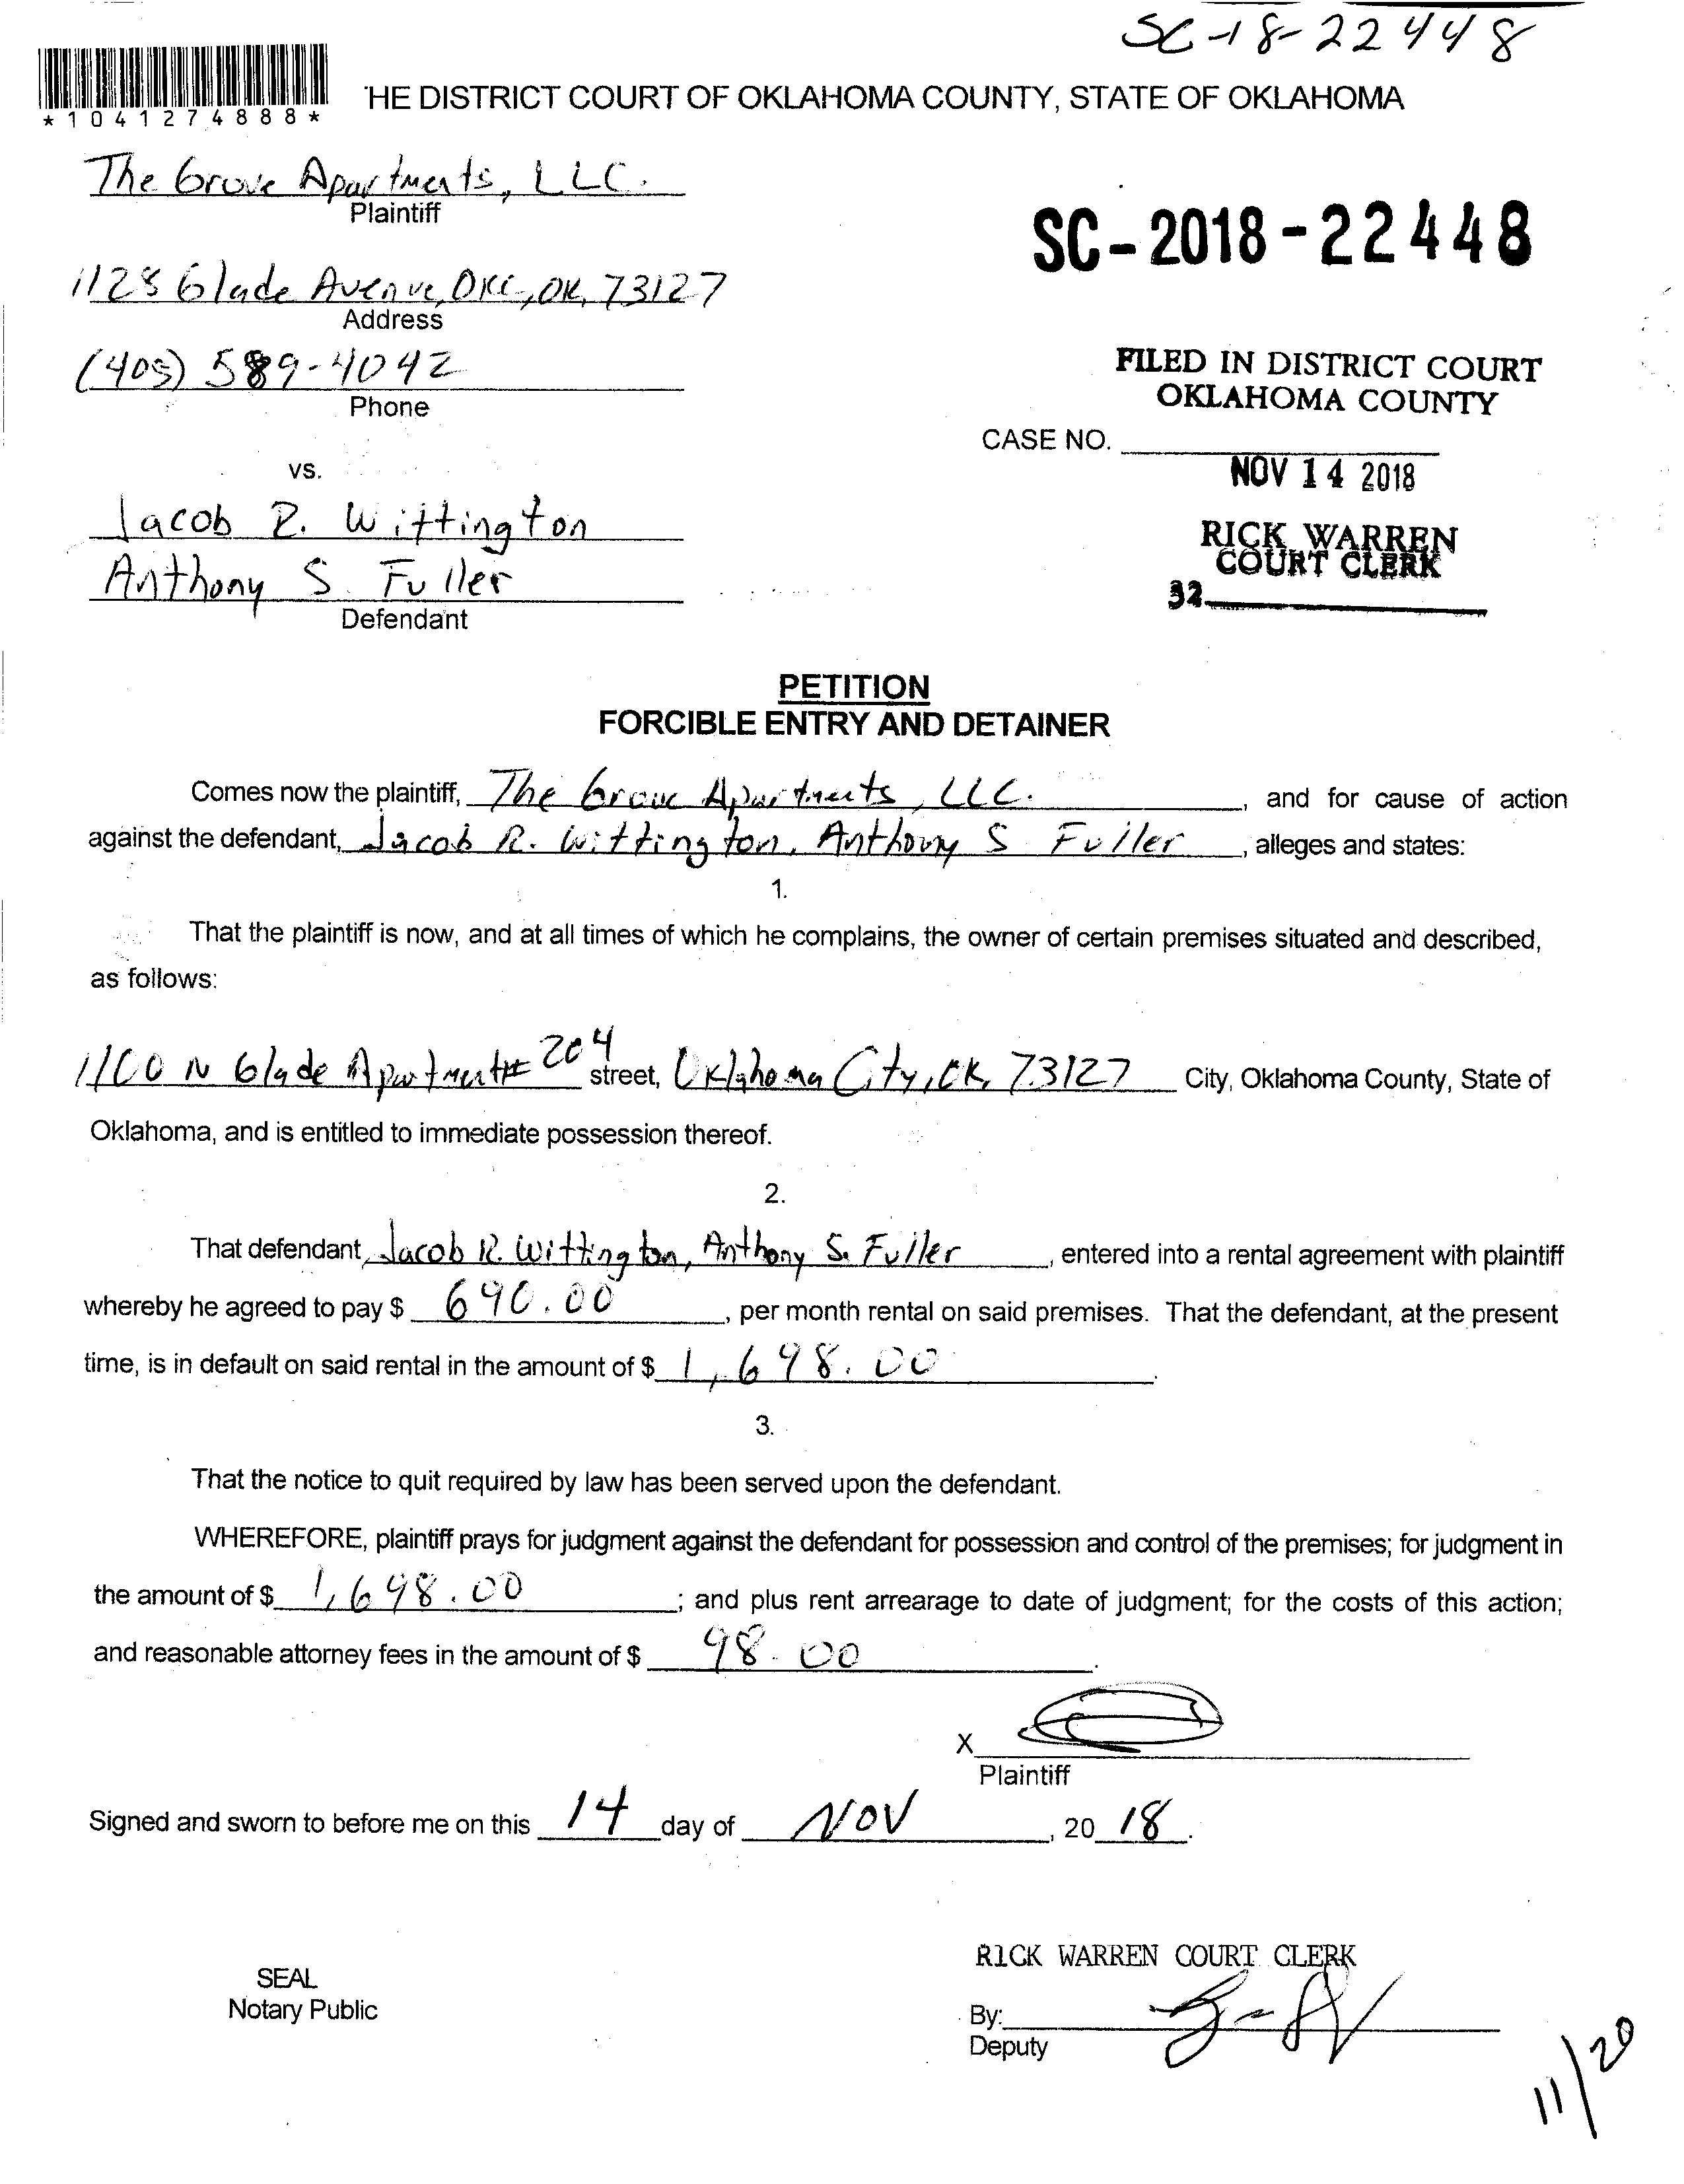 SC-18-22448
*1041274888*
HE DISTRICT COURT OF OKLAHOMA COUNTY, STATE OF OKLAHOMA
The Grove Apartments, LLC.
Plaintiff
SC-2018-22448
1128 Glade Avenue, OKC, OK, 73127
Address
(405) 589-4042
Phone
FILED IN DISTRICT COURT
OKLAHOMA COUNTY
CASE NO.
NOV 14 2018
vs.
Jacob R. Wittington
Anthony S. Fuller
Defendant
RICK WARREN
COURT CLERK
32
PETITION
FORCIBLE ENTRY AND DETAINER
Comes now the plaintiff, The Grove Apartments, LLC. , and for cause of action
against the defendant, Jacob R. Wittington, Anthony S Fuller , alleges and states:
1.
That the plaintiff is now, and at all times of which he complains, the owner of certain premises situated and described,
as follows:
1100 N Glade Apartment# 204 street, Oklahoma City, OK, 73127 City, Oklahoma County, State of
Oklahoma, and is entitled to immediate possession thereof.
2.
That defendant, Jacob R. Wittington, Anthony S. Fuller , entered into a rental agreement with plaintiff
whereby he agreed to pay $ 690.00 , per month rental on said premises. That the defendant, at the present
time, is in default on said rental in the amount of $ 1,698.00 .
3.
That the notice to quit required by law has been served upon the defendant.
WHEREFORE, plaintiff prays for judgment against the defendant for possession and control of the premises; for judgment in
the amount of $ 1,698.00 ; and plus rent arrearage to date of judgment; for the costs of this action;
and reasonable attorney fees in the amount of $ 98.00 .
X
Plaintiff
Signed and sworn to before me on this 14 day of NOV , 20 18 .
SEAL
Notary Public
RICK WARREN COURT CLERK
By:
Deputy
11/20